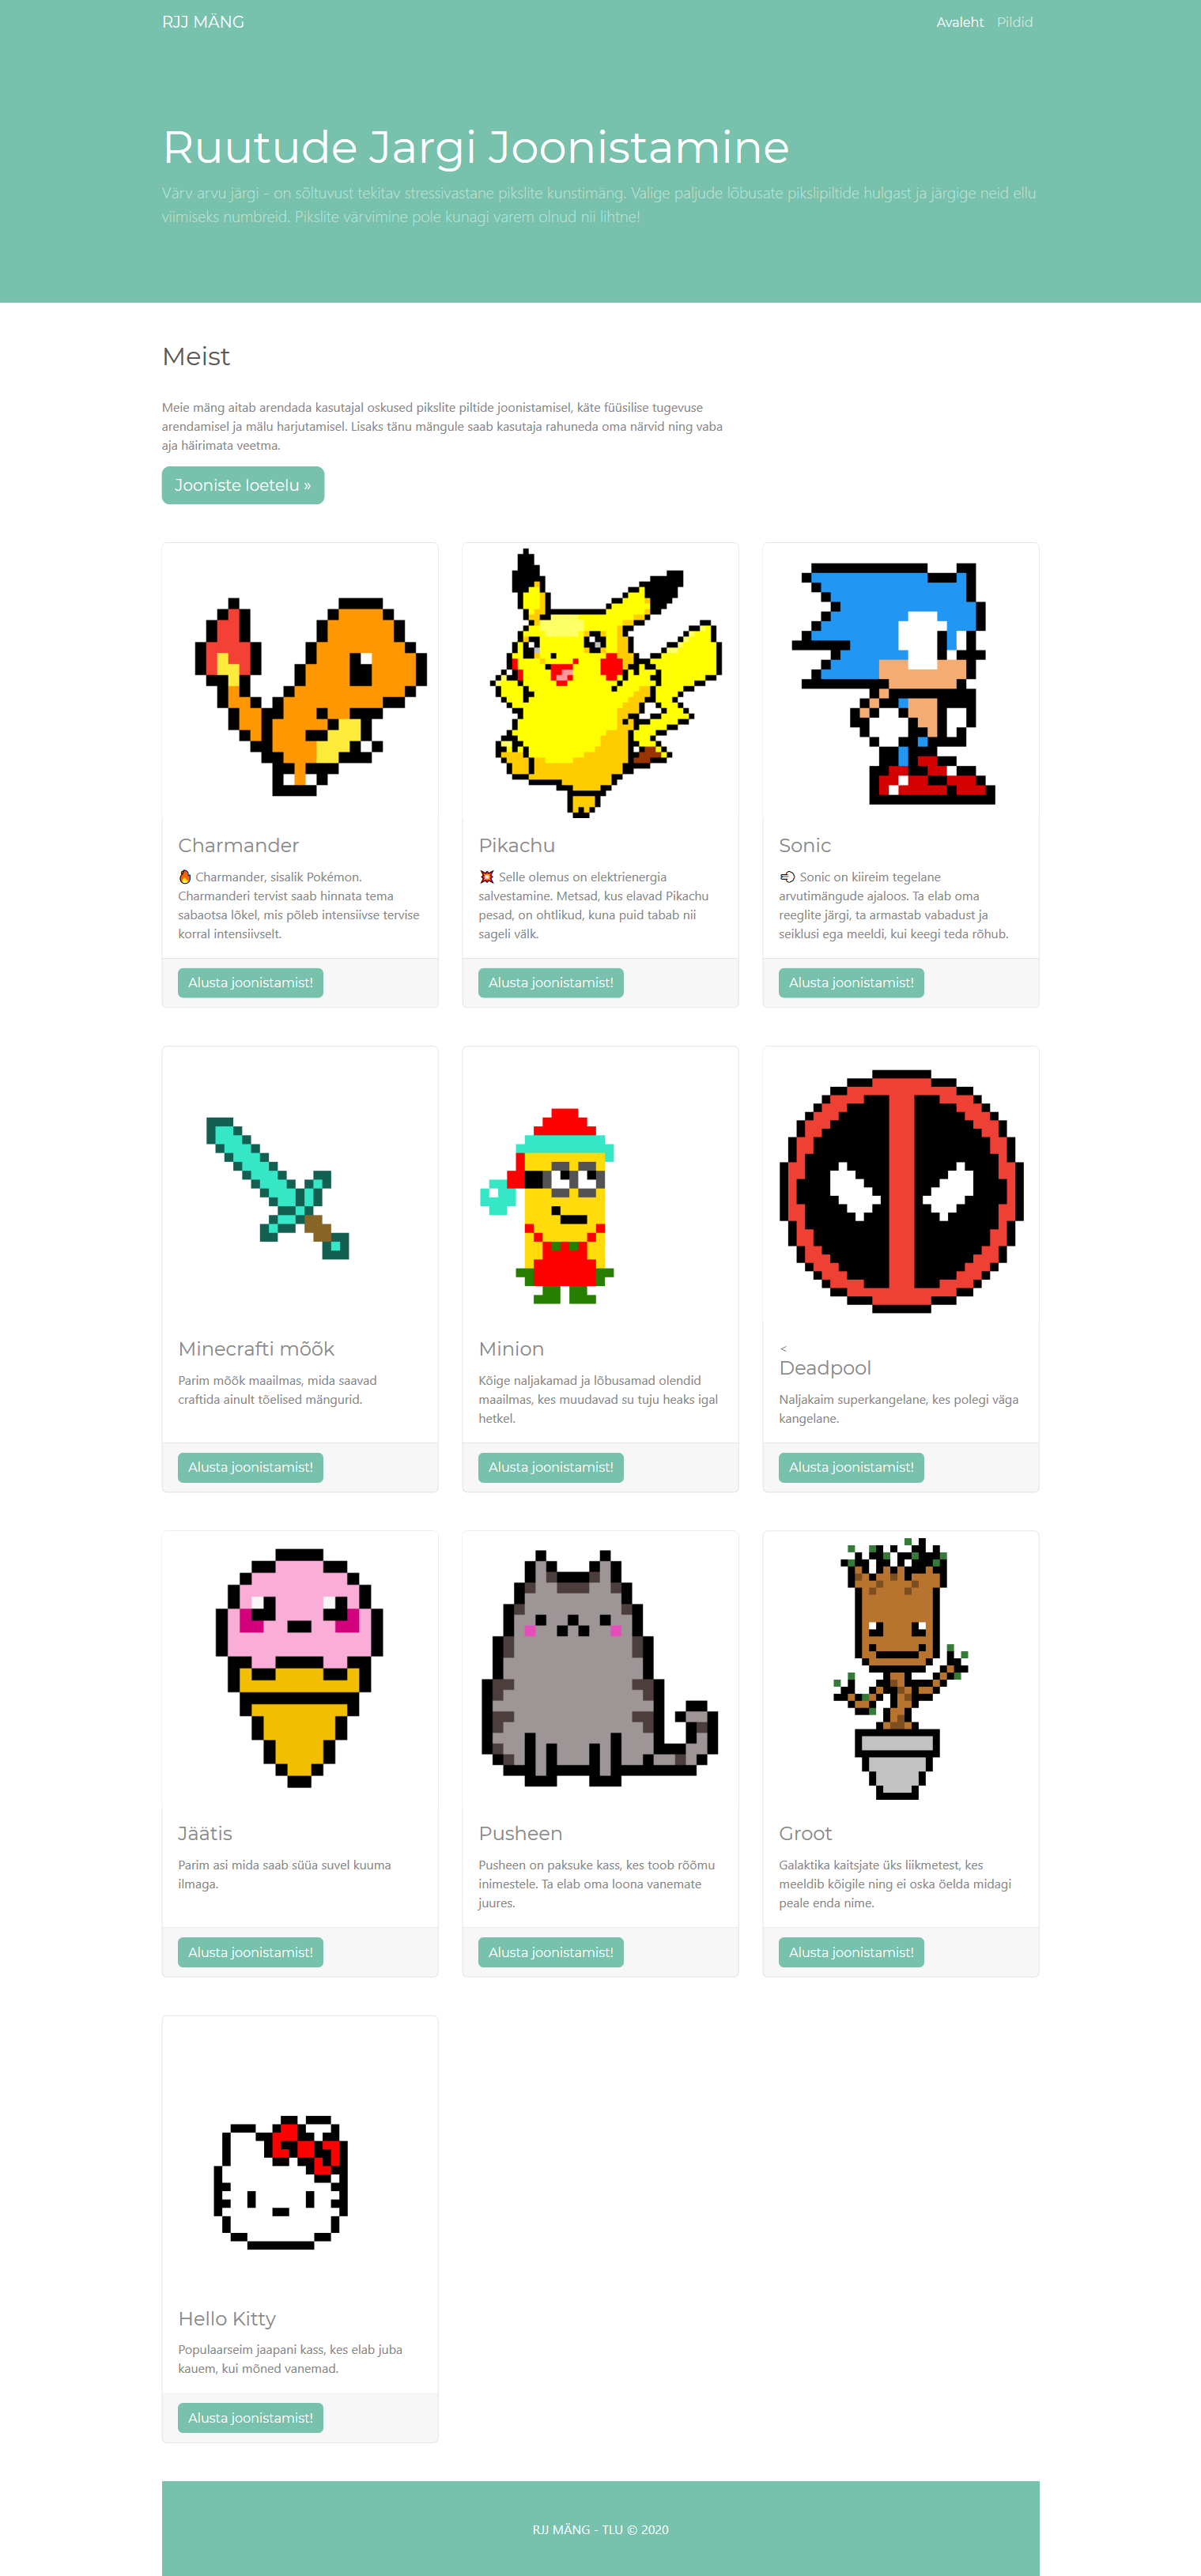 RJJ MÄNG
Avaleht Pildid
Ruutude Jargi Joonistamine
Värv arvu järgi - on sõltuvust tekitav stressivastane pikslite kunstimäng. Valige paljude lõbusate pikslipiltide hulgast ja järgige neid ellu
viimiseks numbreid. Pikslite värvimine pole kunagi varem olnud nii lihtne!
Meist
Meie mäng aitab arendada kasutajal oskused pikslite piltide joonistamisel, käte füüsilise tugevuse
arendamisel ja mälu harjutamisel. Lisaks tänu mängule saab kasutaja rahuneda oma närvid ning vaba
aja häirimata veetma.
Jooniste loetelu »
Charmander
🔥 Charmander, sisalik Pokémon.
Charmanderi tervist saab hinnata tema
sabaotsa lõkel, mis põleb intensiivse tervise
korral intensiivselt.
Alusta joonistamist!
Pikachu
💥 Selle olemus on elektrienergia
salvestamine. Metsad, kus elavad Pikachu
pesad, on ohtlikud, kuna puid tabab nii
sageli välk.
Alusta joonistamist!
Sonic
💨 Sonic on kiireim tegelane
arvutimängude ajaloos. Ta elab oma
reeglite järgi, ta armastab vabadust ja
seiklusi ega meeldi, kui keegi teda rõhub.
Alusta joonistamist!
Minecrafti mõõk
Parim mõõk maailmas, mida saavad
craftida ainult tõelised mängurid.
Alusta joonistamist!
Minion
Kõige naljakamad ja lõbusamad olendid
maailmas, kes muudavad su tuju heaks igal
hetkel.
Alusta joonistamist!
<
Deadpool
Naljakaim superkangelane, kes polegi väga
kangelane.
Alusta joonistamist!
Jäätis
Parim asi mida saab süüa suvel kuuma
ilmaga.
Alusta joonistamist!
Pusheen
Pusheen on paksuke kass, kes toob rõõmu
inimestele. Ta elab oma loona vanemate
juures.
Alusta joonistamist!
Groot
Galaktika kaitsjate üks liikmetest, kes
meeldib kõigile ning ei oska öelda midagi
peale enda nime.
Alusta joonistamist!
Hello Kitty
Populaarseim jaapani kass, kes elab juba
kauem, kui mõned vanemad.
Alusta joonistamist!
RJJ MÄNG - TLU © 2020